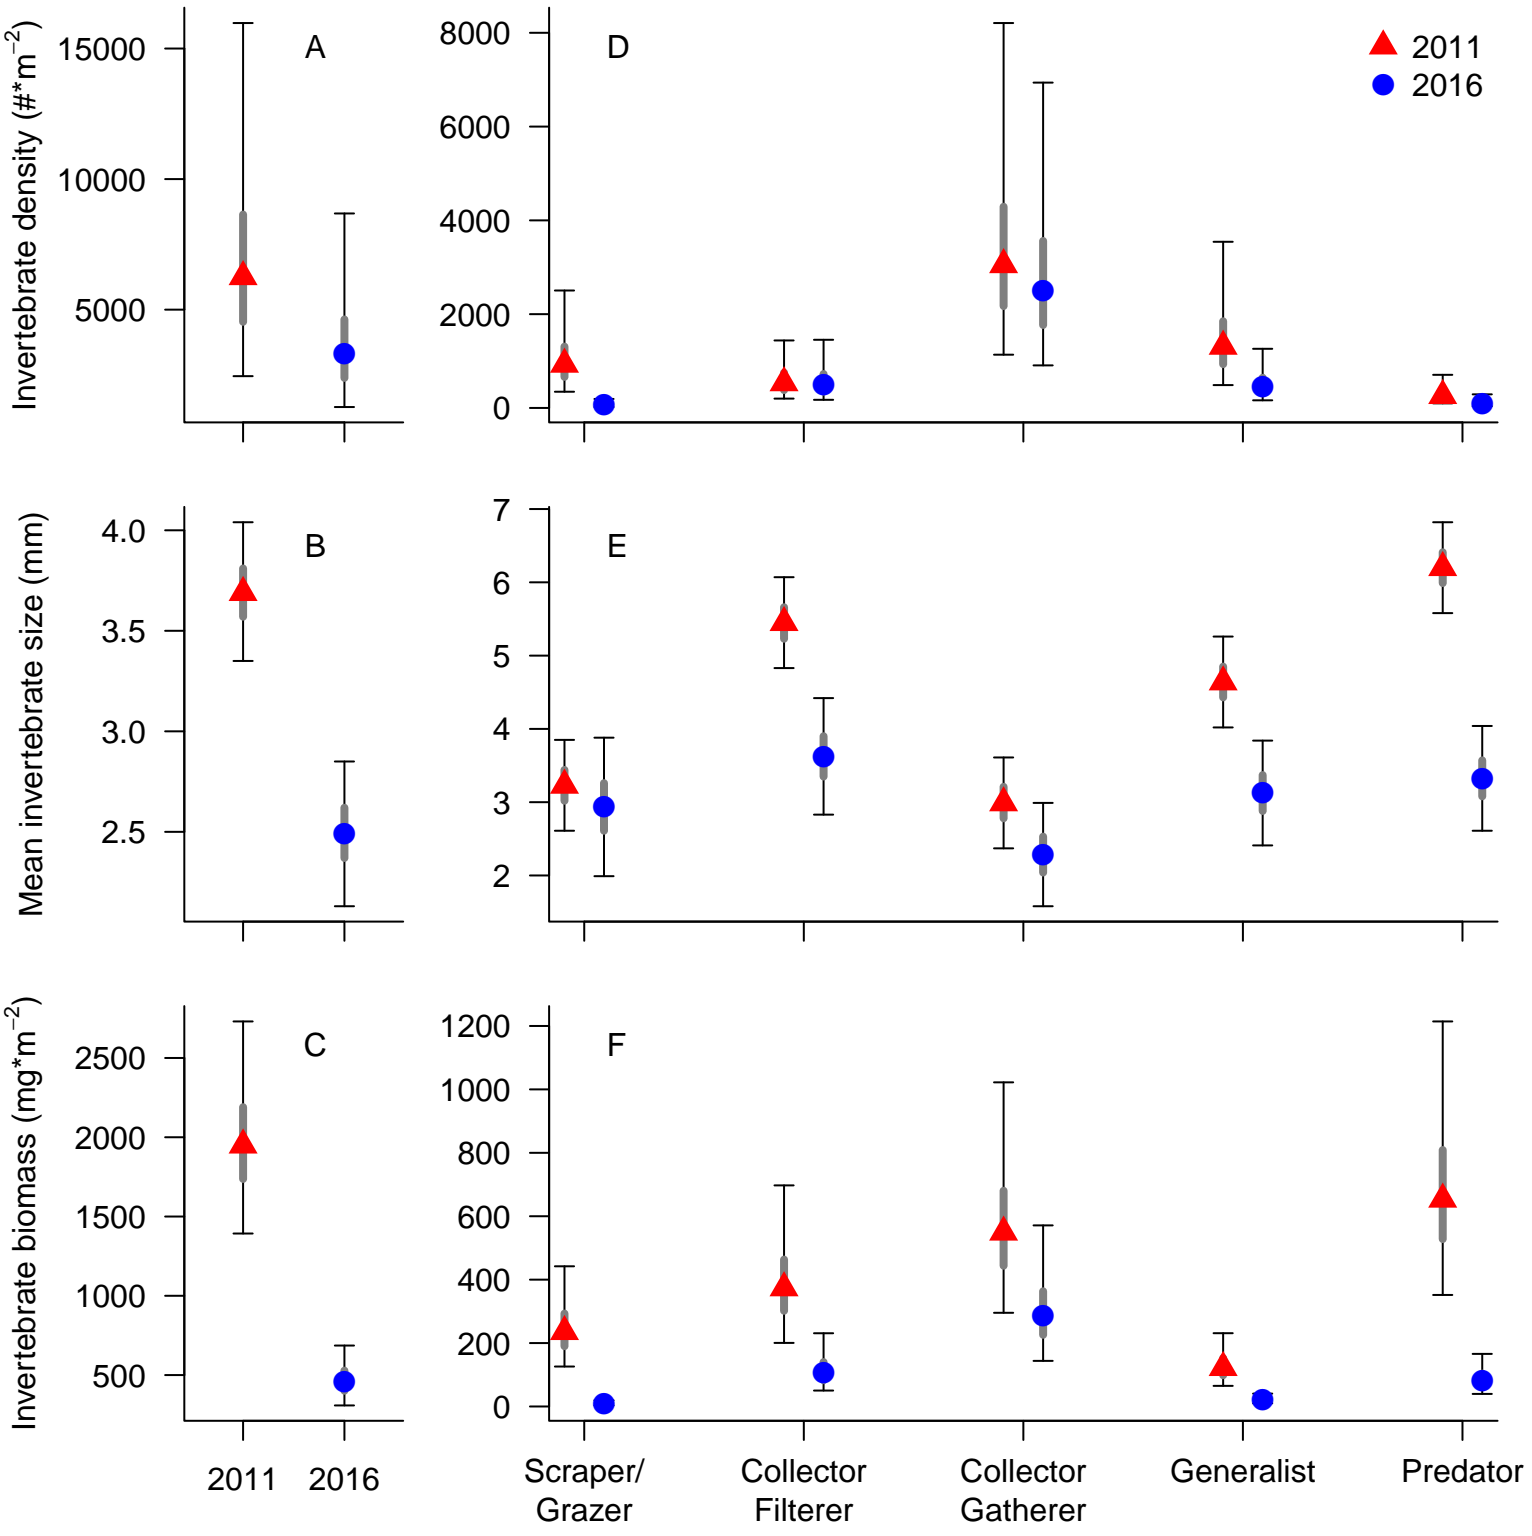 Invertebrate density (#*m−2)
15000
10000
5000
A
8000
6000
4000
2000
0
D
2011
2016
Mean invertebrate size (mm)
4.0
3.5
3.0
2.5
B
7
6
5
4
3
2
E
Invertebrate biomass (mg*m−2)
2500
2000
1500
1000
500
C
1200
1000
800
600
400
200
0
F
2011 2016
Scraper/
Grazer
Collector
Filterer
Collector
Gatherer
Generalist
Predator